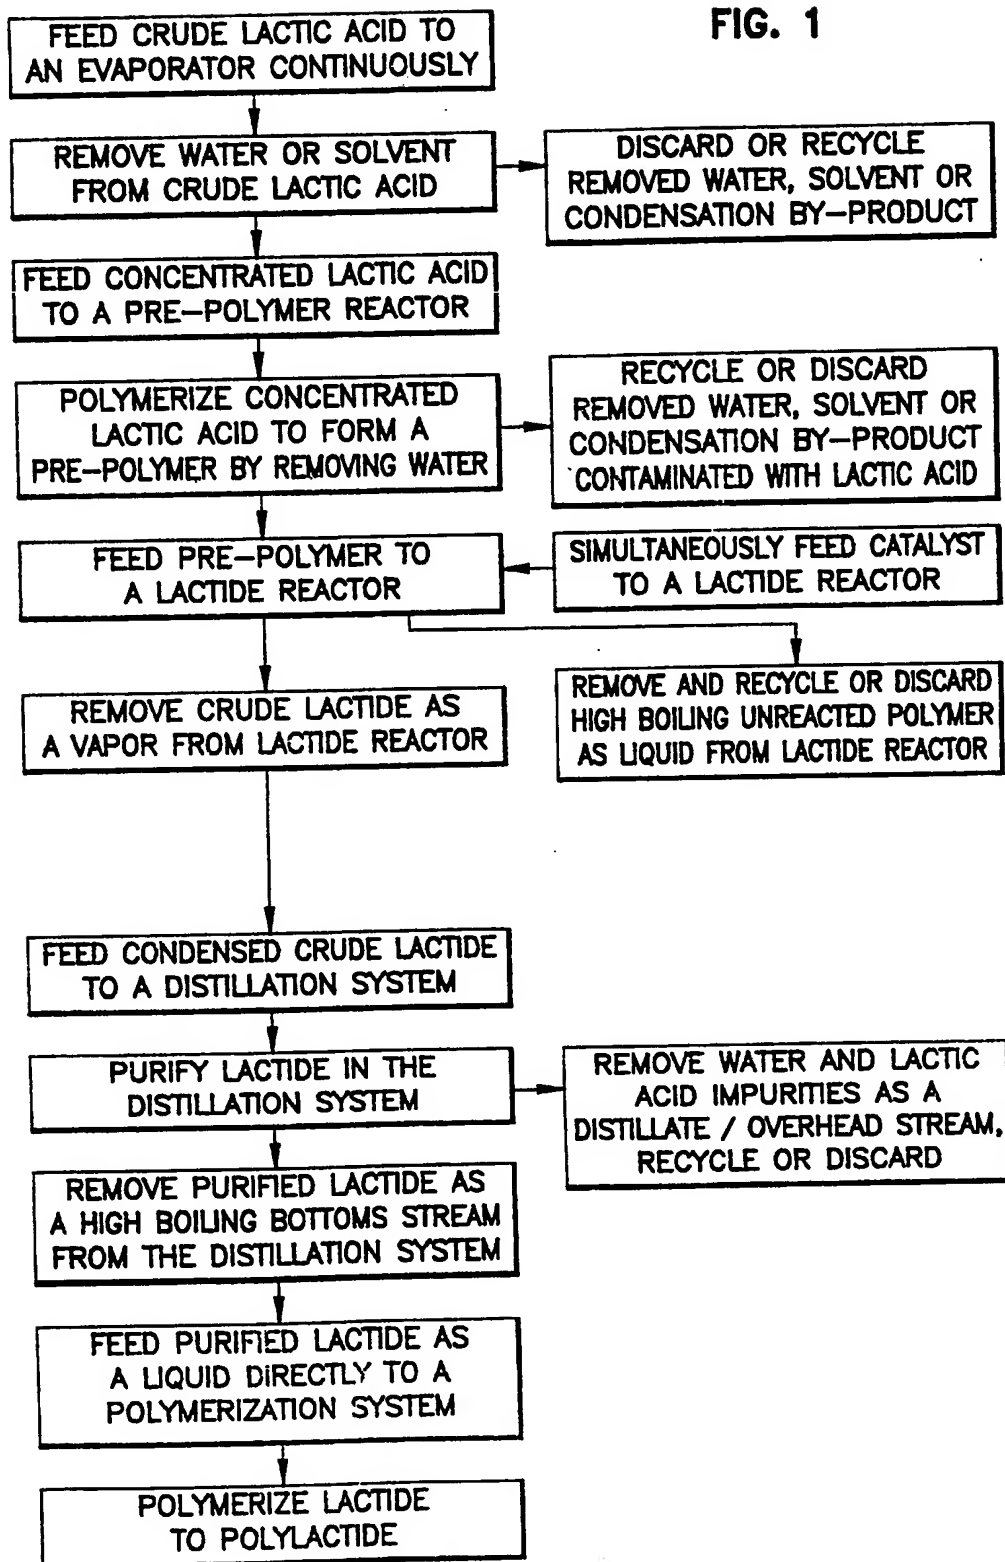 FIG. 1
FEED CRUDE LACTIC ACID TO
AN EVAPORATOR CONTINUOUSLY
REMOVE WATER OR SOLVENT
FROM CRUDE LACTIC ACID
DISCARD OR RECYCLE
REMOVED WATER, SOLVENT OR
CONDENSATION BY-PRODUCT
FEED CONCENTRATED LACTIC ACID
TO A PRE-POLYMER REACTOR
POLYMERIZE CONCENTRATED
LACTIC ACID TO FORM A
PRE-POLYMER BY REMOVING WATER
RECYCLE OR DISCARD
REMOVED WATER, SOLVENT OR
CONDENSATION BY-PRODUCT
CONTAMINATED WITH LACTIC ACID
FEED PRE-POLYMER TO
A LACTIDE REACTOR
SIMULTANEOUSLY FEED CATALYST
TO A LACTIDE REACTOR
REMOVE CRUDE LACTIDE AS
A VAPOR FROM LACTIDE REACTOR
REMOVE AND RECYCLE OR DISCARD
HIGH BOILING UNREACTED POLYMER
AS LIQUID FROM LACTIDE REACTOR
FEED CONDENSED CRUDE LACTIDE
TO A DISTILLATION SYSTEM
PURIFY LACTIDE IN THE
DISTILLATION SYSTEM
REMOVE WATER AND LACTIC
ACID IMPURITIES AS A
DISTILLATE / OVERHEAD STREAM,
RECYCLE OR DISCARD
REMOVE PURIFIED LACTIDE AS
A HIGH BOILING BOTTOMS STREAM
FROM THE DISTILLATION SYSTEM
FEED PURIFIED LACTIDE AS
A LIQUID DIRECTLY TO A
POLYMERIZATION SYSTEM
POLYMERIZE LACTIDE
TO POLYLACTIDE